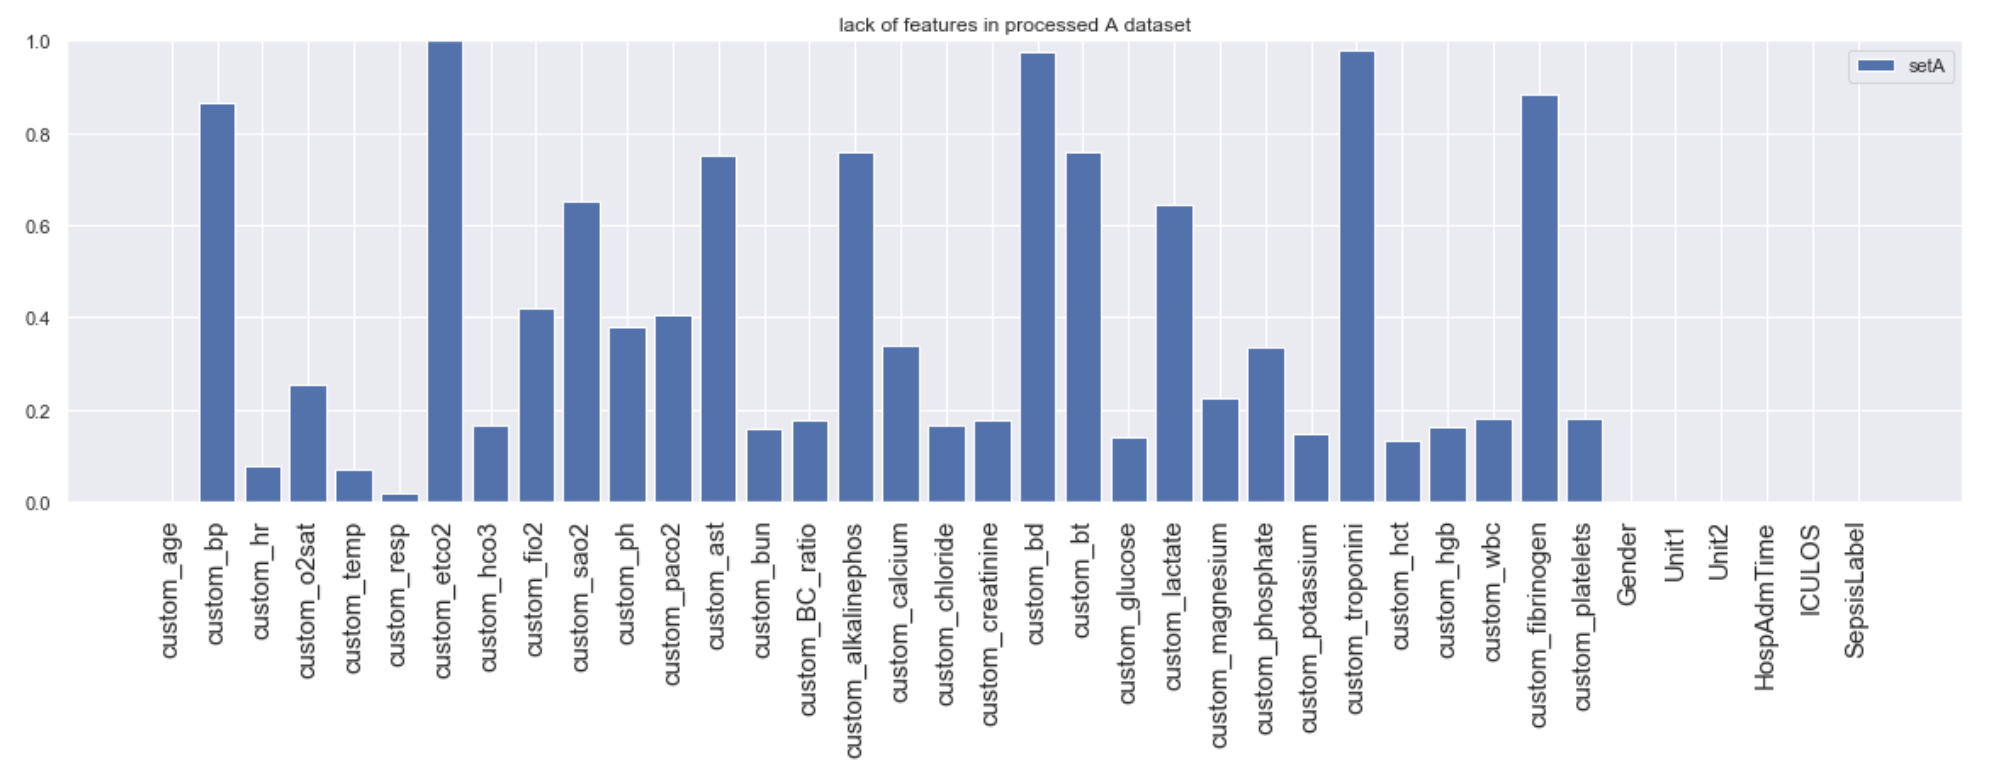 lack of features in processed A dataset
1.0
0.8
0.6
0.4
0.2
0.0
setA
custom_age
custom_bp
custom_hr
custom_o2sat
custom_temp
custom_resp
custom_etco2
custom_hco3
custom_fio2
custom_sao2
custom_ph
custom_paco2
custom_ast
custom_bun
custom_BC_ratio
custom_alkalinephos
custom_calcium
custom_chloride
custom_creatinine
custom_bd
custom_bt
custom_glucose
custom_lactate
custom_magnesium
custom_phosphate
custom_potassium
custom_troponini
custom_hct
custom_hgb
custom_wbc
custom_fibrinogen
custom_platelets
Gender
Unit1
Unit2
HospAdmTime
ICULOS
SepsisLabel